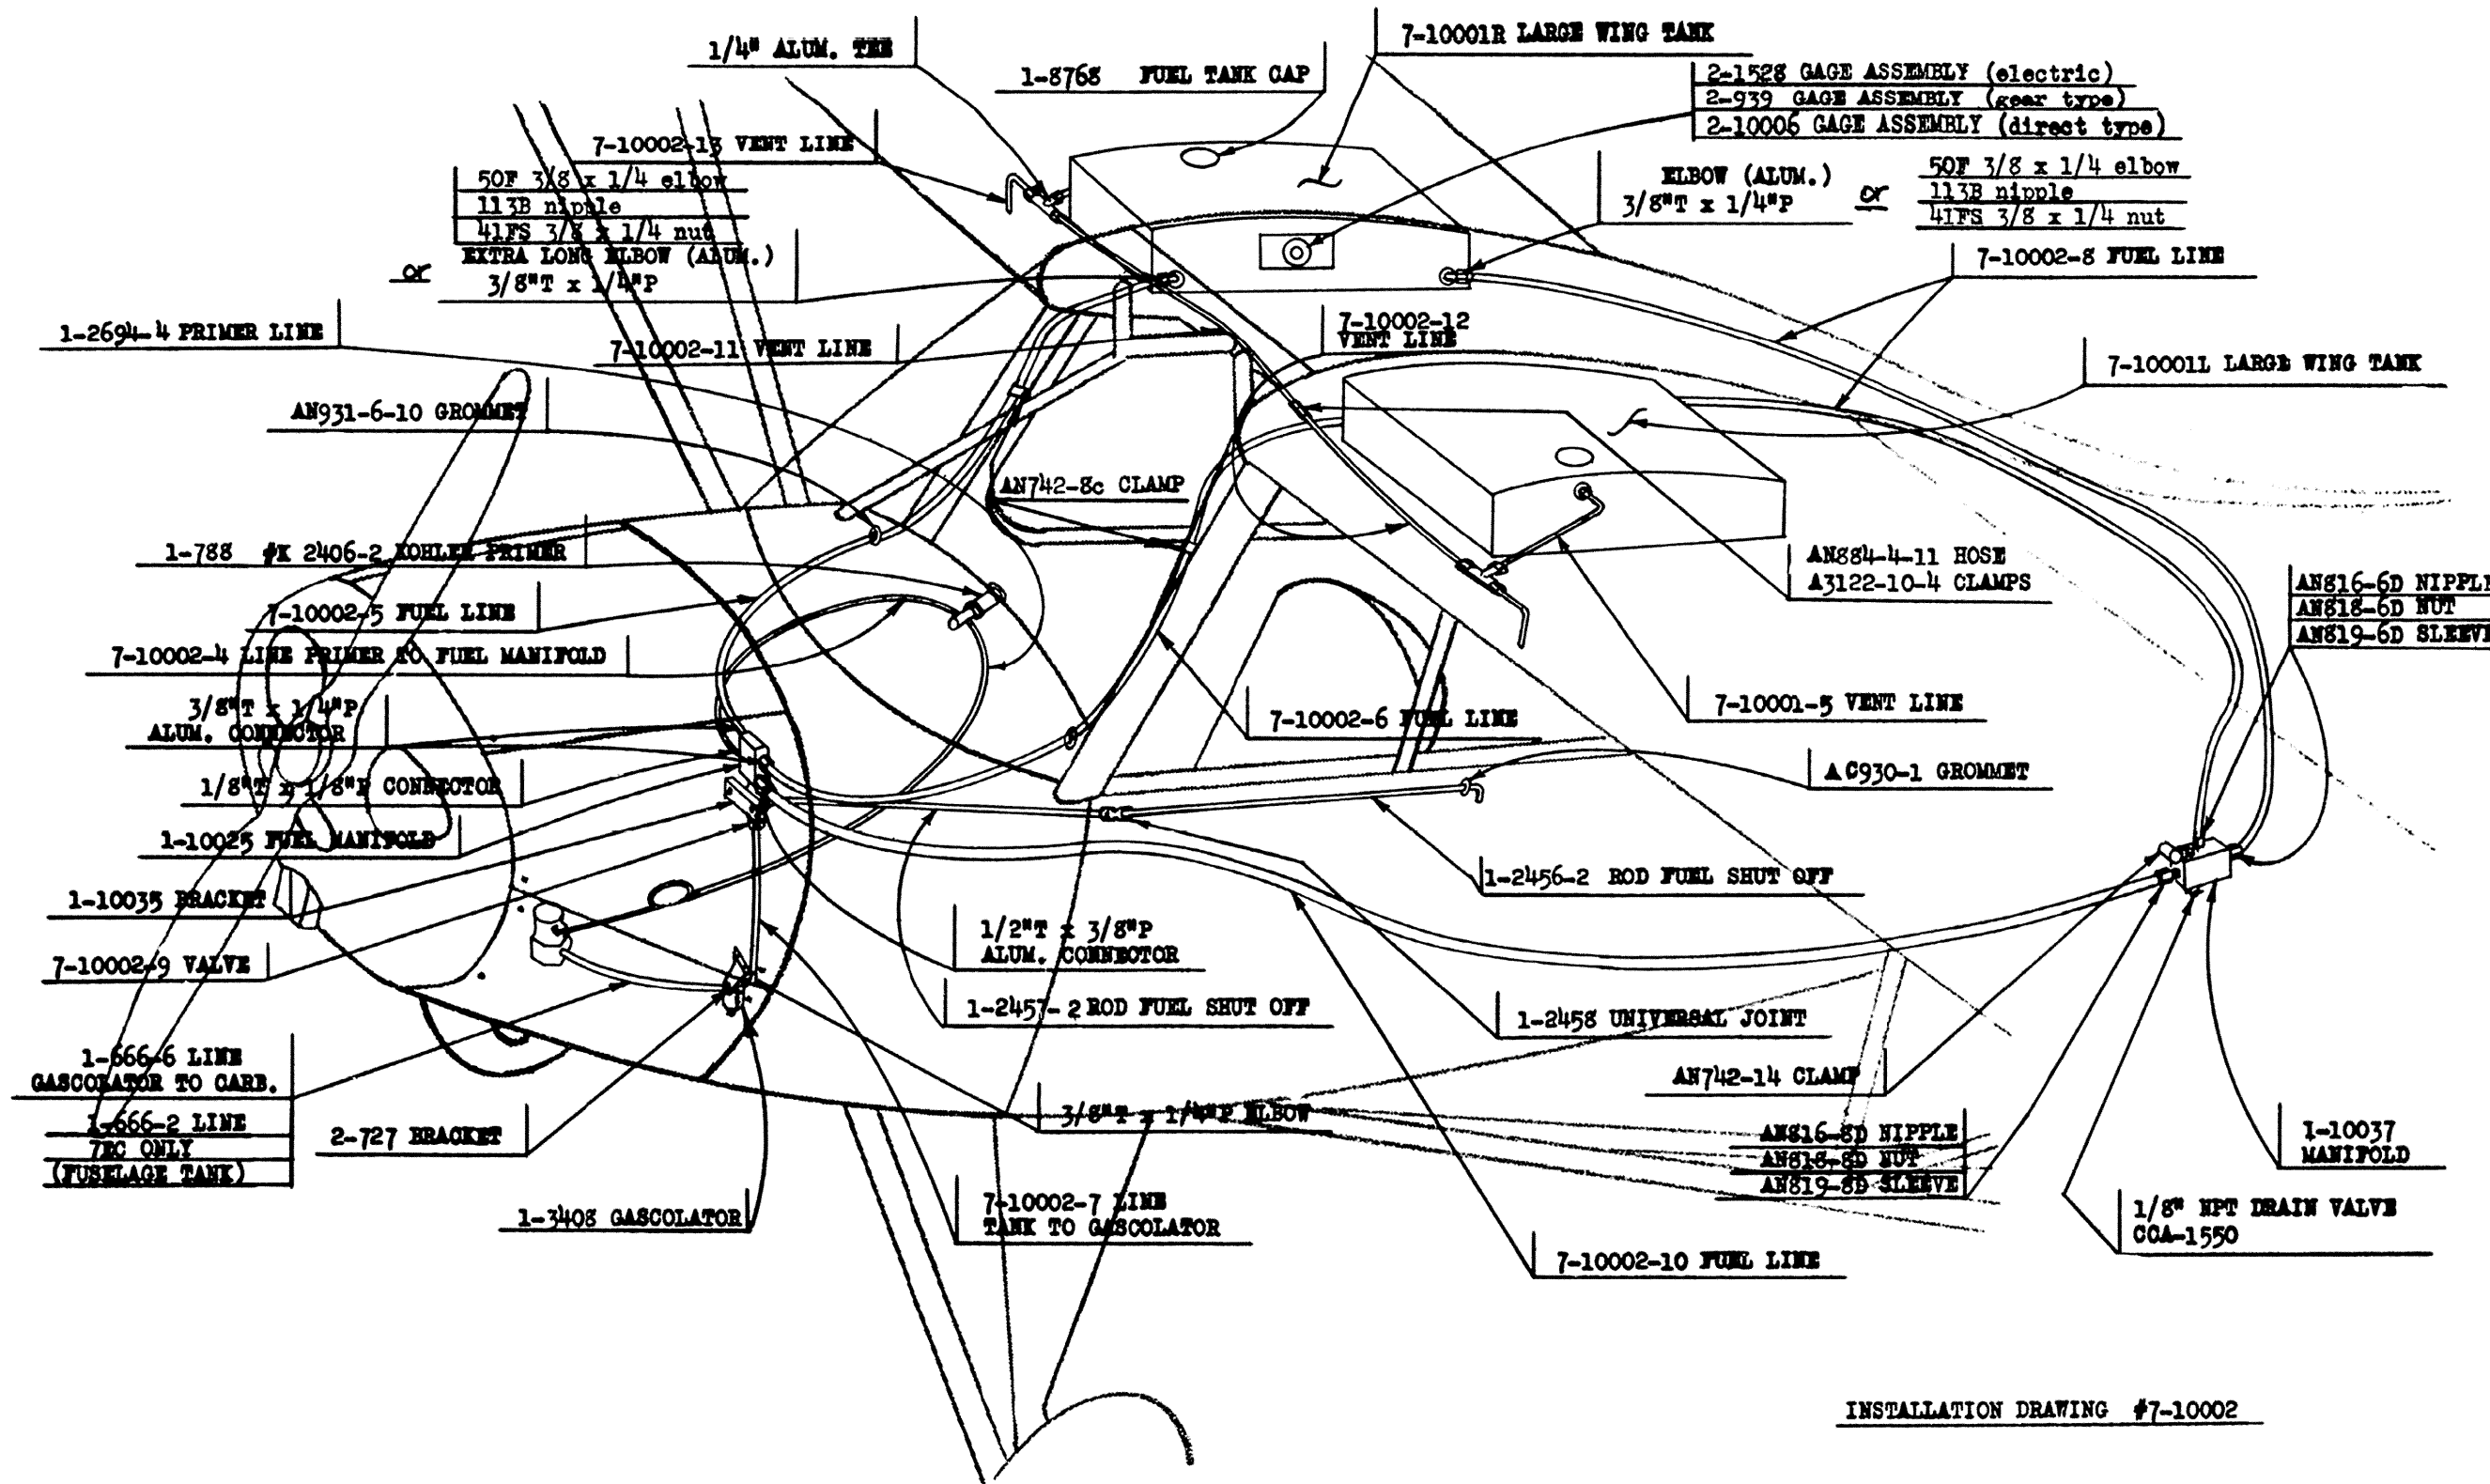 1/4" ALUM. TEE
7-10001R LARGE WING TANK
1-8768 FUEL TANK CAP
2-1528 GAGE ASSEMBLY (electric)
2-939 GAGE ASSEMBLY (gear type)
2-10006 GAGE ASSEMBLY (direct type)
7-10002-13 VENT LINE
50F 3/8 x 1/4 elbow
113B nipple
41FS 3/8 x 1/4 nut
or
EXTRA LONG ELBOW (ALUM.)
3/8"T x 1/4"P
ELBOW (ALUM.)
3/8"T x 1/4"P
or
50F 3/8 x 1/4 elbow
113B nipple
41FS 3/8 x 1/4 nut
7-10002-8 FUEL LINE
1-2694-4 PRIMER LINE
7-10002-11 VENT LINE
7-10002-12
VENT LINE
7-10001L LARGE WING TANK
AN931-6-10 GROMMET
AN742-8c CLAMP
1-788 #K 2406-2 KOHLER PRIMER
AN884-4-11 HOSE
A3122-10-4 CLAMPS
AN816-6D NIPPLE
AN818-6D NUT
AN819-6D SLEEVE
7-10002-5 FUEL LINE
7-10002-4 LINE PRIMER TO FUEL MANIFOLD
3/8"T x 1/4"P
ALUM. CONNECTOR
7-10002-6 FUEL LINE
7-10001-5 VENT LINE
1/8"T x 1/8"P CONNECTOR
AC930-1 GROMMET
1-10025 FUEL MANIFOLD
1-10035 BRACKET
1-2456-2 ROD FUEL SHUT OFF
7-10002-9 VALVE
1/2"T x 3/8"P
ALUM. CONNECTOR
1-2457-2 ROD FUEL SHUT OFF
1-2458 UNIVERSAL JOINT
1-666-6 LINE
GASCOLATOR TO CARB.
1-666-2 LINE
7EC ONLY
(FUSELAGE TANK)
2-727 BRACKET
3/8"T x 1/4"P ELBOW
AN742-14 CLAMP
AN816-8D NIPPLE
AN818-8D NUT
AN819-8D SLEEVE
1-10037
MANIFOLD
1-3408 GASCOLATOR
7-10002-7 LINE
TANK TO GASCOLATOR
1/8" NPT DRAIN VALVE
CCA-1550
7-10002-10 FUEL LINE
INSTALLATION DRAWING #7-10002